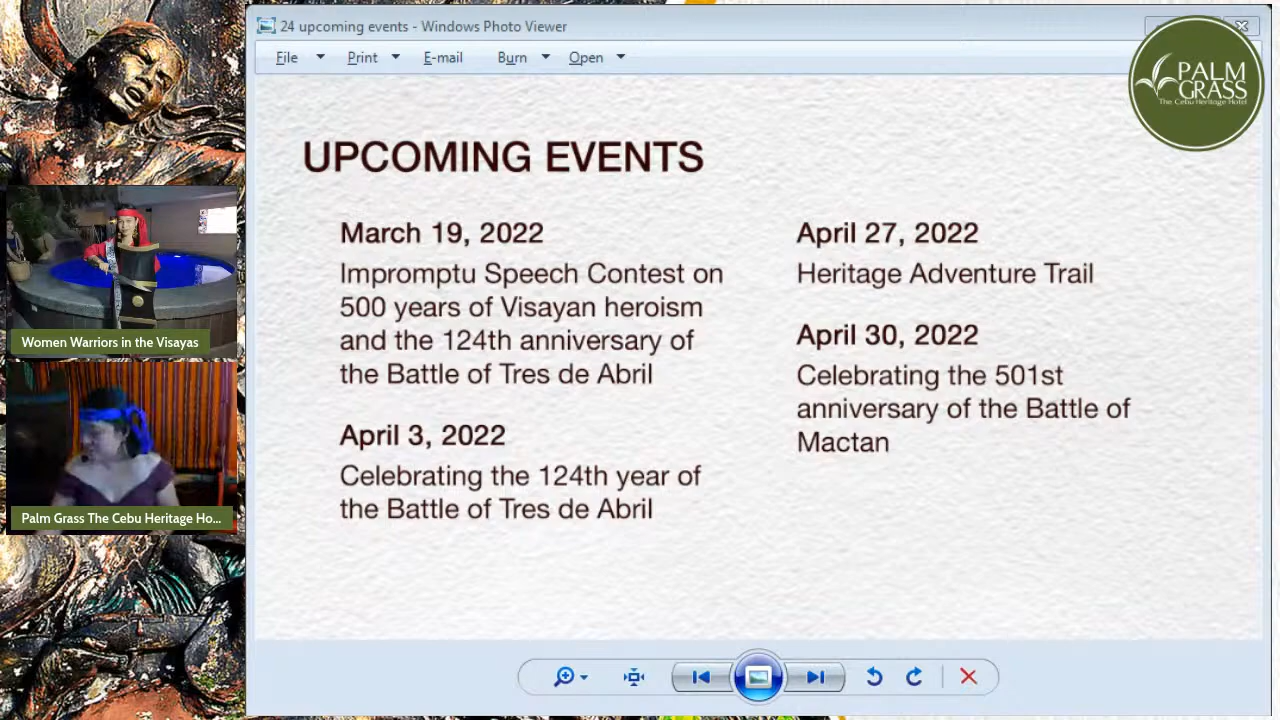 24 upcoming events - Windows Photo Viewer
File
Print
E-mail
Burn
Open
PALM
GRASS
The Cebu Heritage Hotel
UPCOMING EVENTS
March 19, 2022
Impromptu Speech Contest on
500 years of Visayan heroism
and the 124th anniversary of
the Battle of Tres de Abril
April 3, 2022
Celebrating the 124th year of
the Battle of Tres de Abril
April 27, 2022
Heritage Adventure Trail
April 30, 2022
Celebrating the 501st
anniversary of the Battle of
Mactan
Women Warriors in the Visayas
Palm Grass The Cebu Heritage Ho...